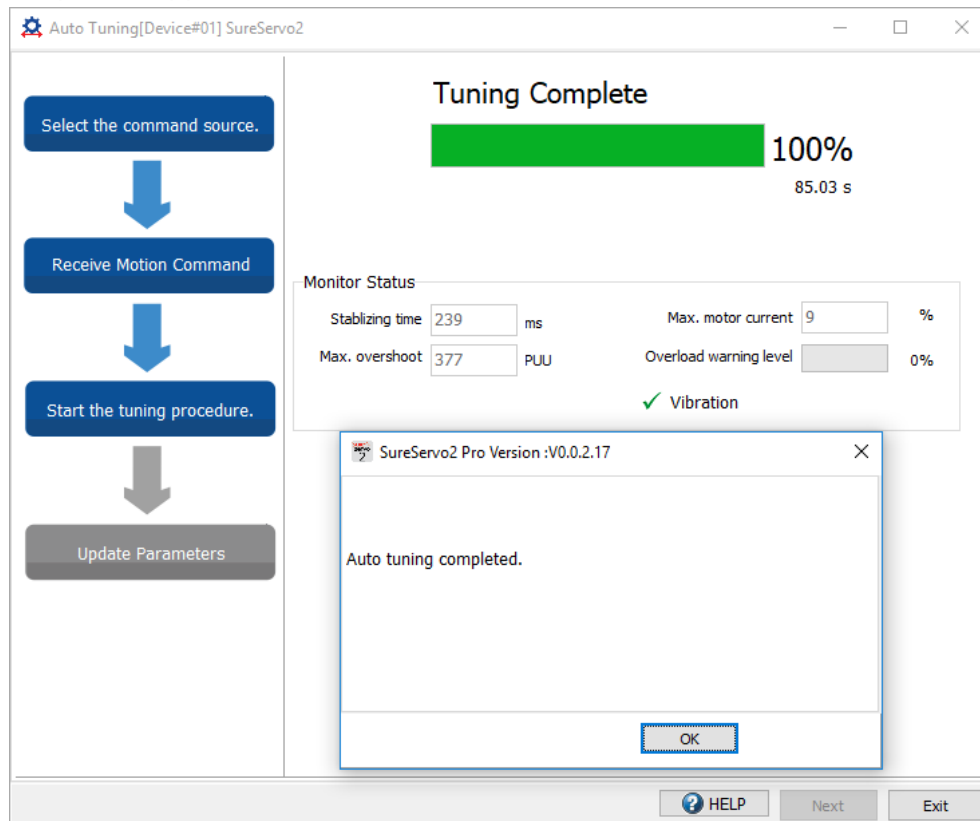 Auto Tuning[Device#01] SureServo2
Select the command source.
Receive Motion Command
Start the tuning procedure.
Update Parameters
Tuning Complete
100%
85.03 s
Monitor Status
Stablizing time 239 ms
Max. motor current 9 %
Max. overshoot 377 PUU
Overload warning level 0%
✓ Vibration
SureServo2 Pro Version :V0.0.2.17
Auto tuning completed.
OK
HELP
Next
Exit